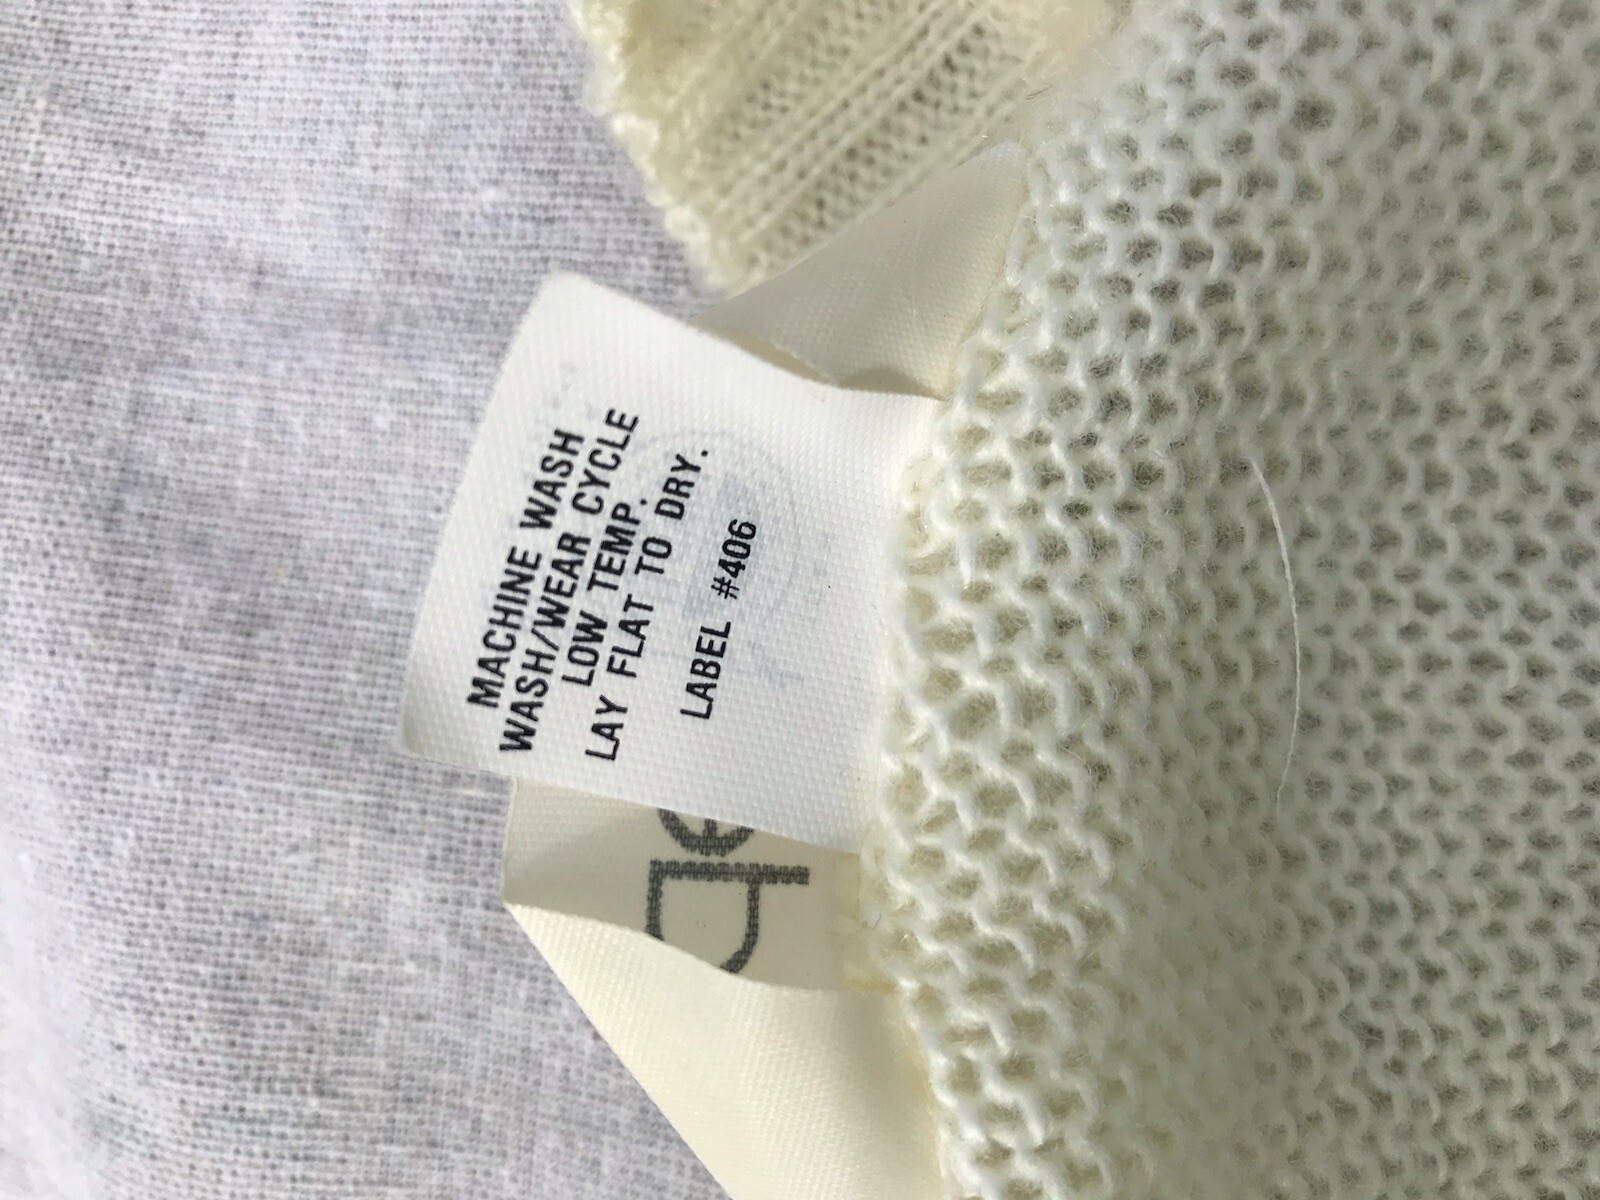 MACHINE WASH
WASH/WEAR CYCLE
LOW TEMP.
LAY FLAT TO DRY.
LABEL #406